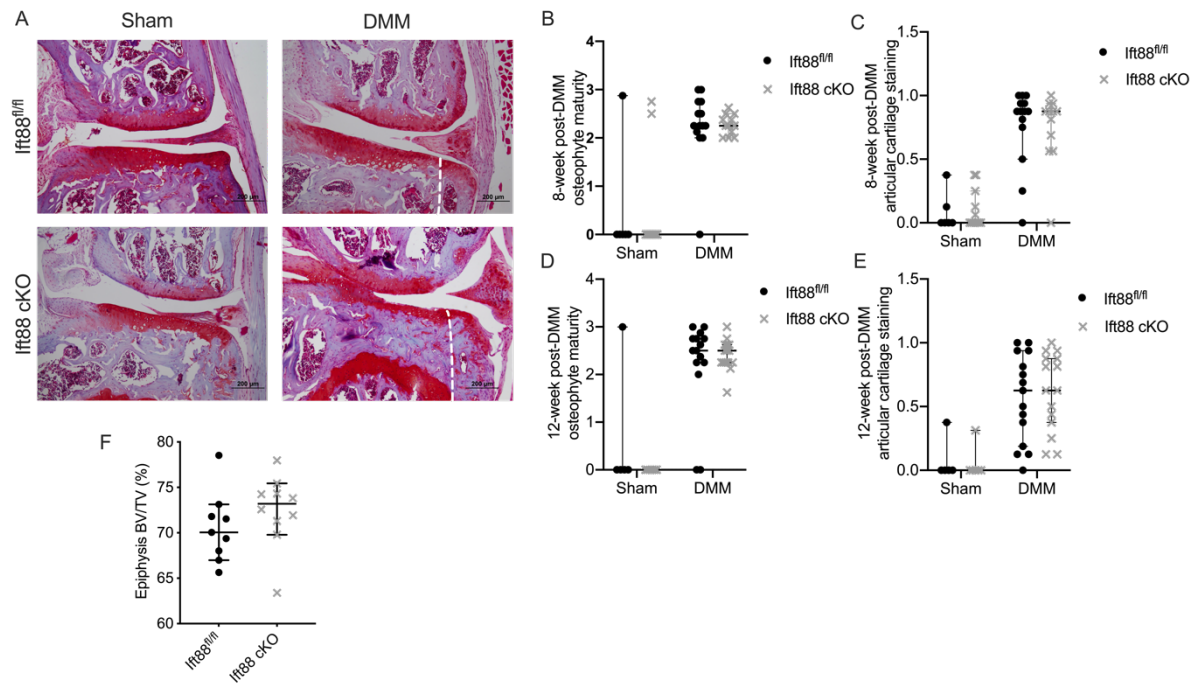 A
Sham
DMM
Ift88fl/fl
Ift88 cKO
200 µm
200 µm
200 µm
200 µm
B
8-week post-DMM
osteophyte maturity
4
3
2
1
0
Sham
DMM
Ift88fl/fl
Ift88 cKO
C
8-week post-DMM
articular cartilage staining
1.5
1.0
0.5
0.0
Sham
DMM
Ift88fl/fl
Ift88 cKO
D
12-week post-DMM
osteophyte maturity
4
3
2
1
0
Sham
DMM
Ift88fl/fl
Ift88 cKO
E
12-week post-DMM
articular cartilage staining
1.5
1.0
0.5
0.0
Sham
DMM
Ift88fl/fl
Ift88 cKO
F
Epiphysis BV/TV (%)
80
75
70
65
60
Ift88fl/fl
Ift88 cKO